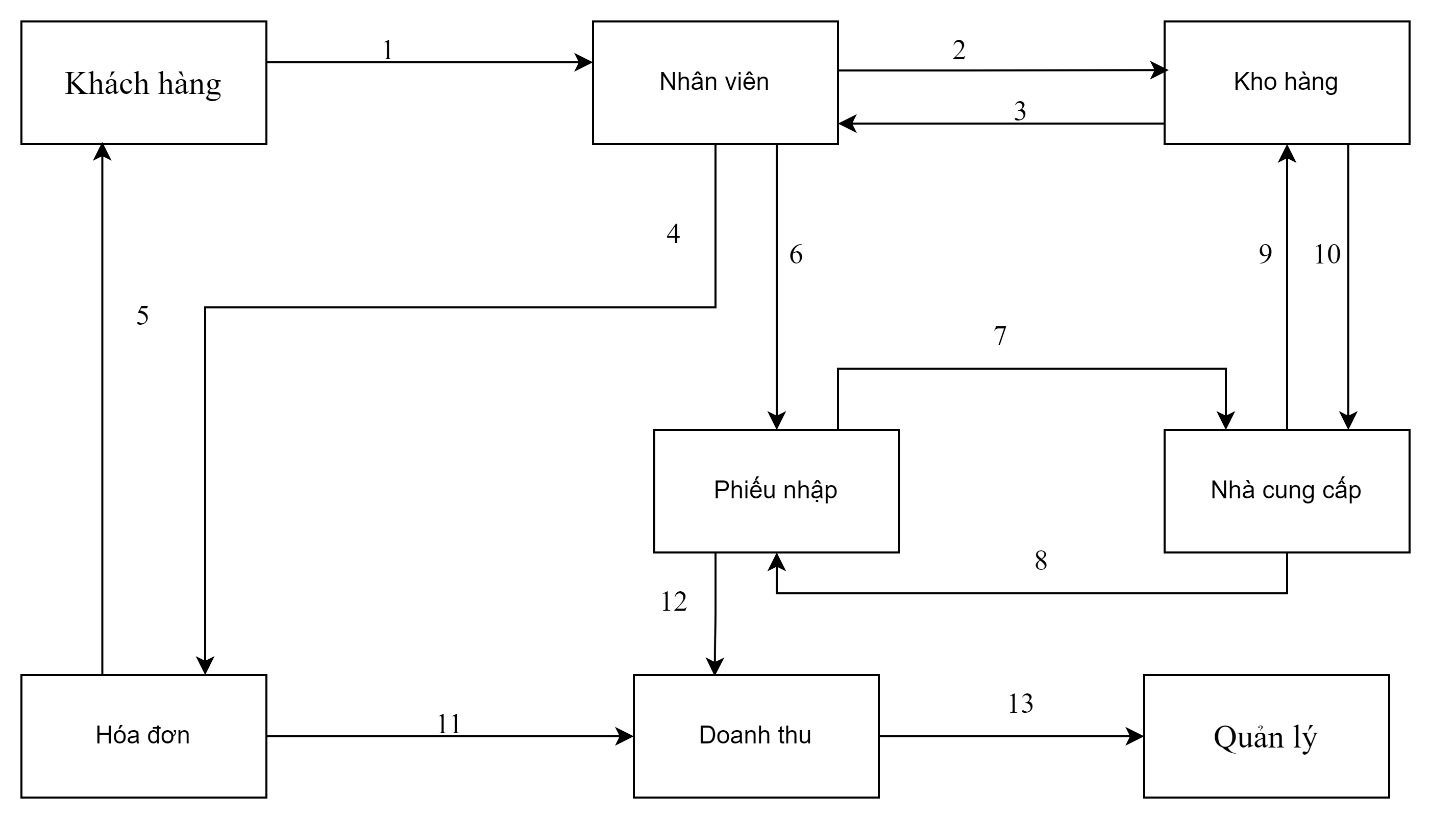 1
2
Khách hàng
Nhân viên
Kho hàng
3
4
6
9
10
5
7
Phiếu nhập
Nhà cung cấp
8
12
13
11
Hóa đơn
Doanh thu
Quản lý